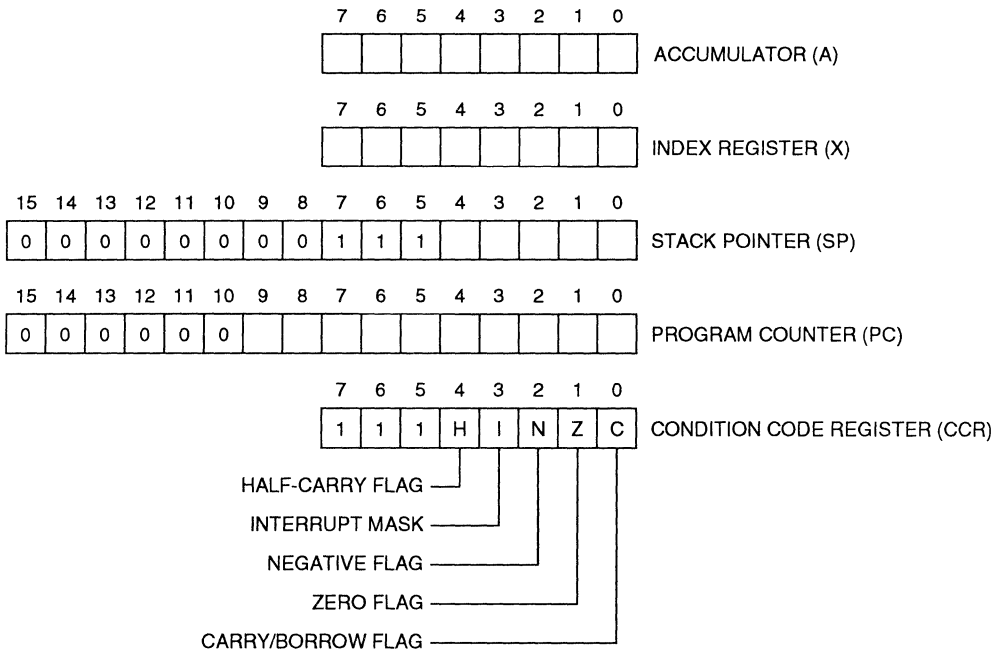 7 6 5 4 3 2 1 0
ACCUMULATOR (A)
7 6 5 4 3 2 1 0
INDEX REGISTER (X)
15 14 13 12 11 10 9 8 7 6 5 4 3 2 1 0
0 0 0 0 0 0 0 0 1 1 1 STACK POINTER (SP)
15 14 13 12 11 10 9 8 7 6 5 4 3 2 1 0
0 0 0 0 0 0 PROGRAM COUNTER (PC)
7 6 5 4 3 2 1 0
1 1 1 H I N Z C CONDITION CODE REGISTER (CCR)
HALF-CARRY FLAG
INTERRUPT MASK
NEGATIVE FLAG
ZERO FLAG
CARRY/BORROW FLAG